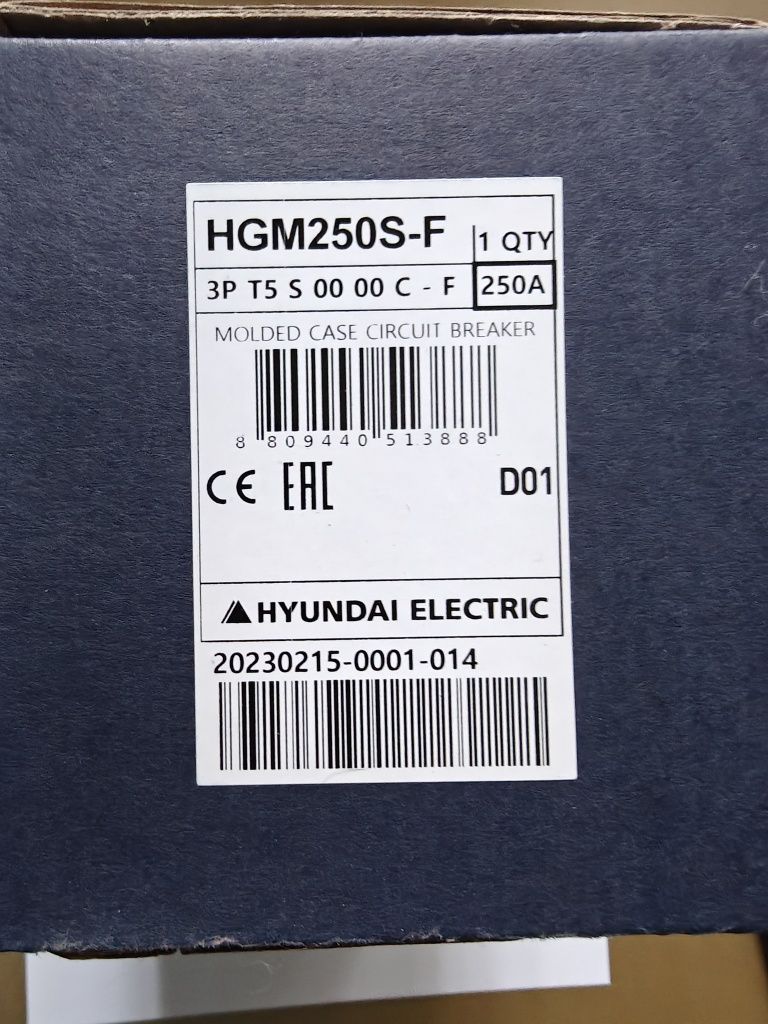 HGM250S-F
1 QTY
3P T5 S 00 00 C - F
250A
MOLDED CASE CIRCUIT BREAKER
8 809440 513888
CE EAC
D01
HYUNDAI ELECTRIC
20230215-0001-014